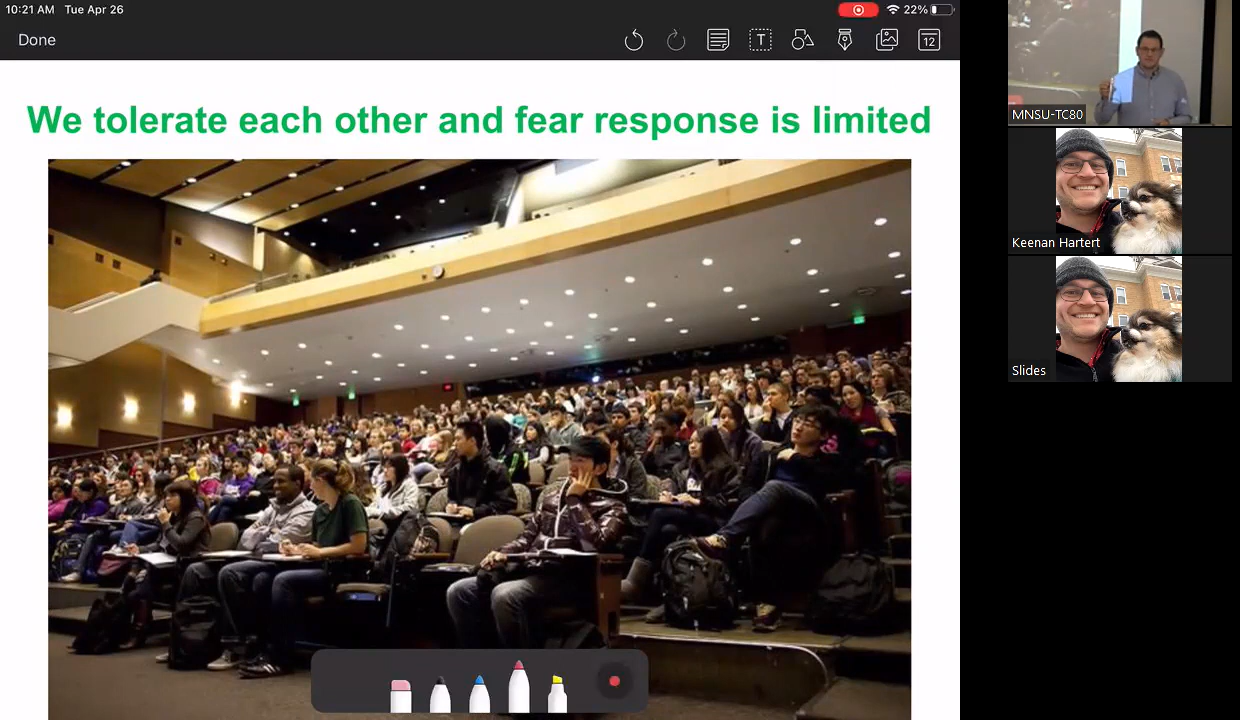 10:21 AM Tue Apr 26
22%
Done
T
12
We tolerate each other and fear response is limited
MNSU-TC80
Keenan Hartert
Slides